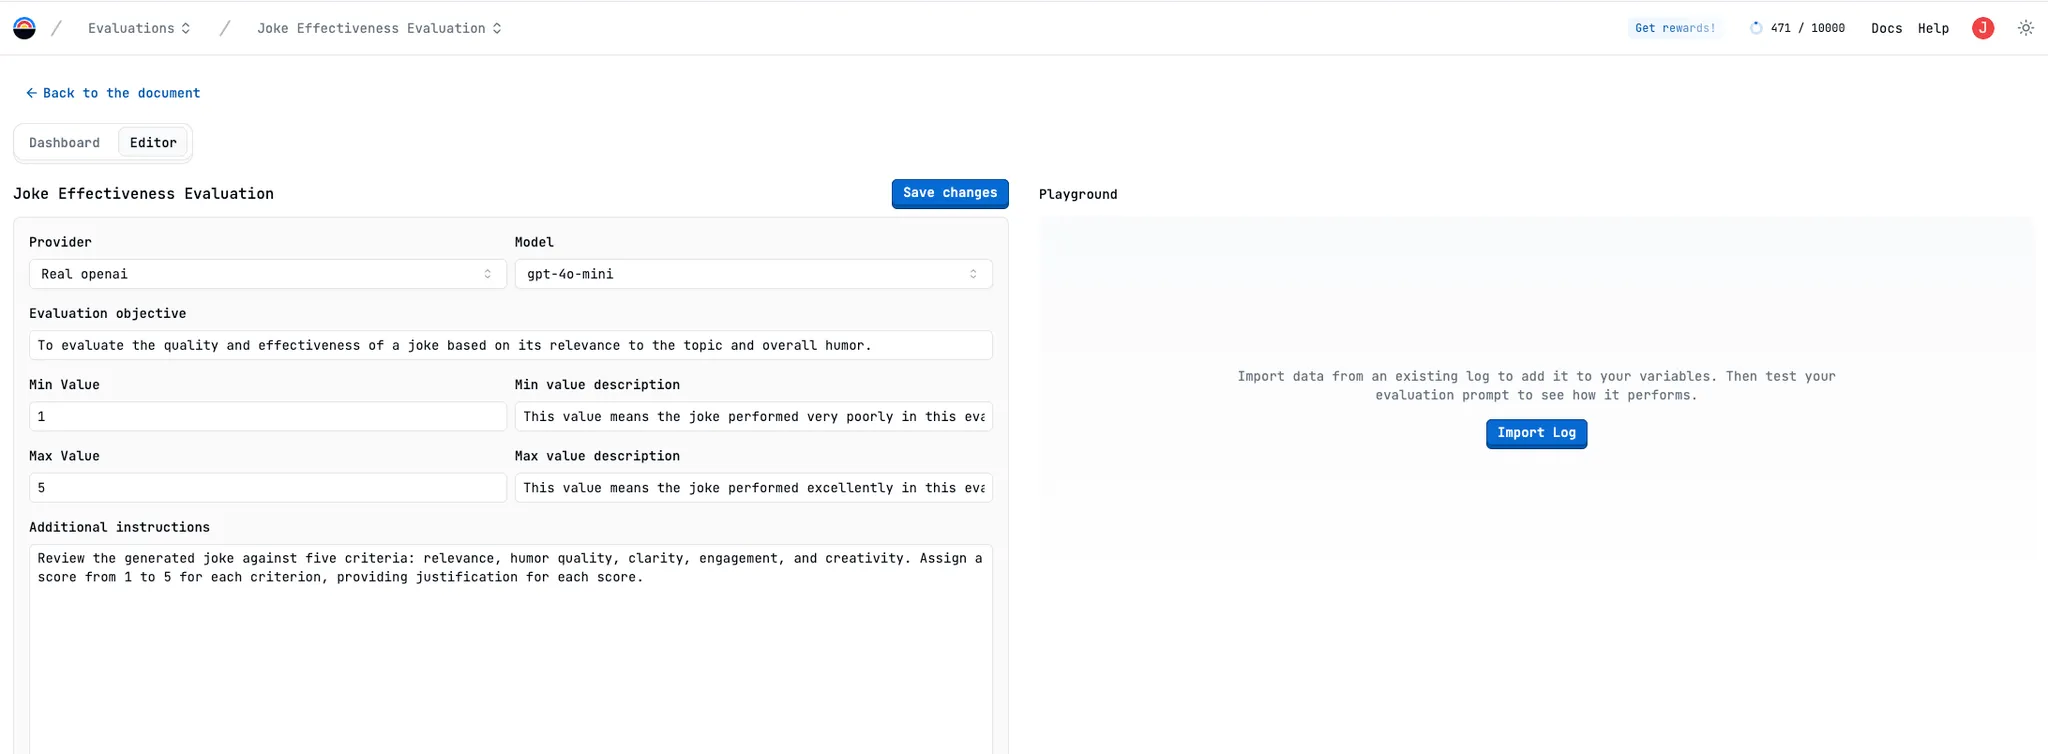 / Evaluations / Joke Effectiveness Evaluation Get rewards! 471 / 10000 Docs Help J
← Back to the document
Dashboard Editor
Joke Effectiveness Evaluation Save changes
Playground
Provider Model
Real openai gpt-4o-mini
Evaluation objective
To evaluate the quality and effectiveness of a joke based on its relevance to the topic and overall humor.
Min Value Min value description
1 This value means the joke performed very poorly in this eva
Max Value Max value description
5 This value means the joke performed excellently in this eva
Additional instructions
Review the generated joke against five criteria: relevance, humor quality, clarity, engagement, and creativity. Assign a
score from 1 to 5 for each criterion, providing justification for each score.
Import data from an existing log to add it to your variables. Then test your
evaluation prompt to see how it performs.
Import Log